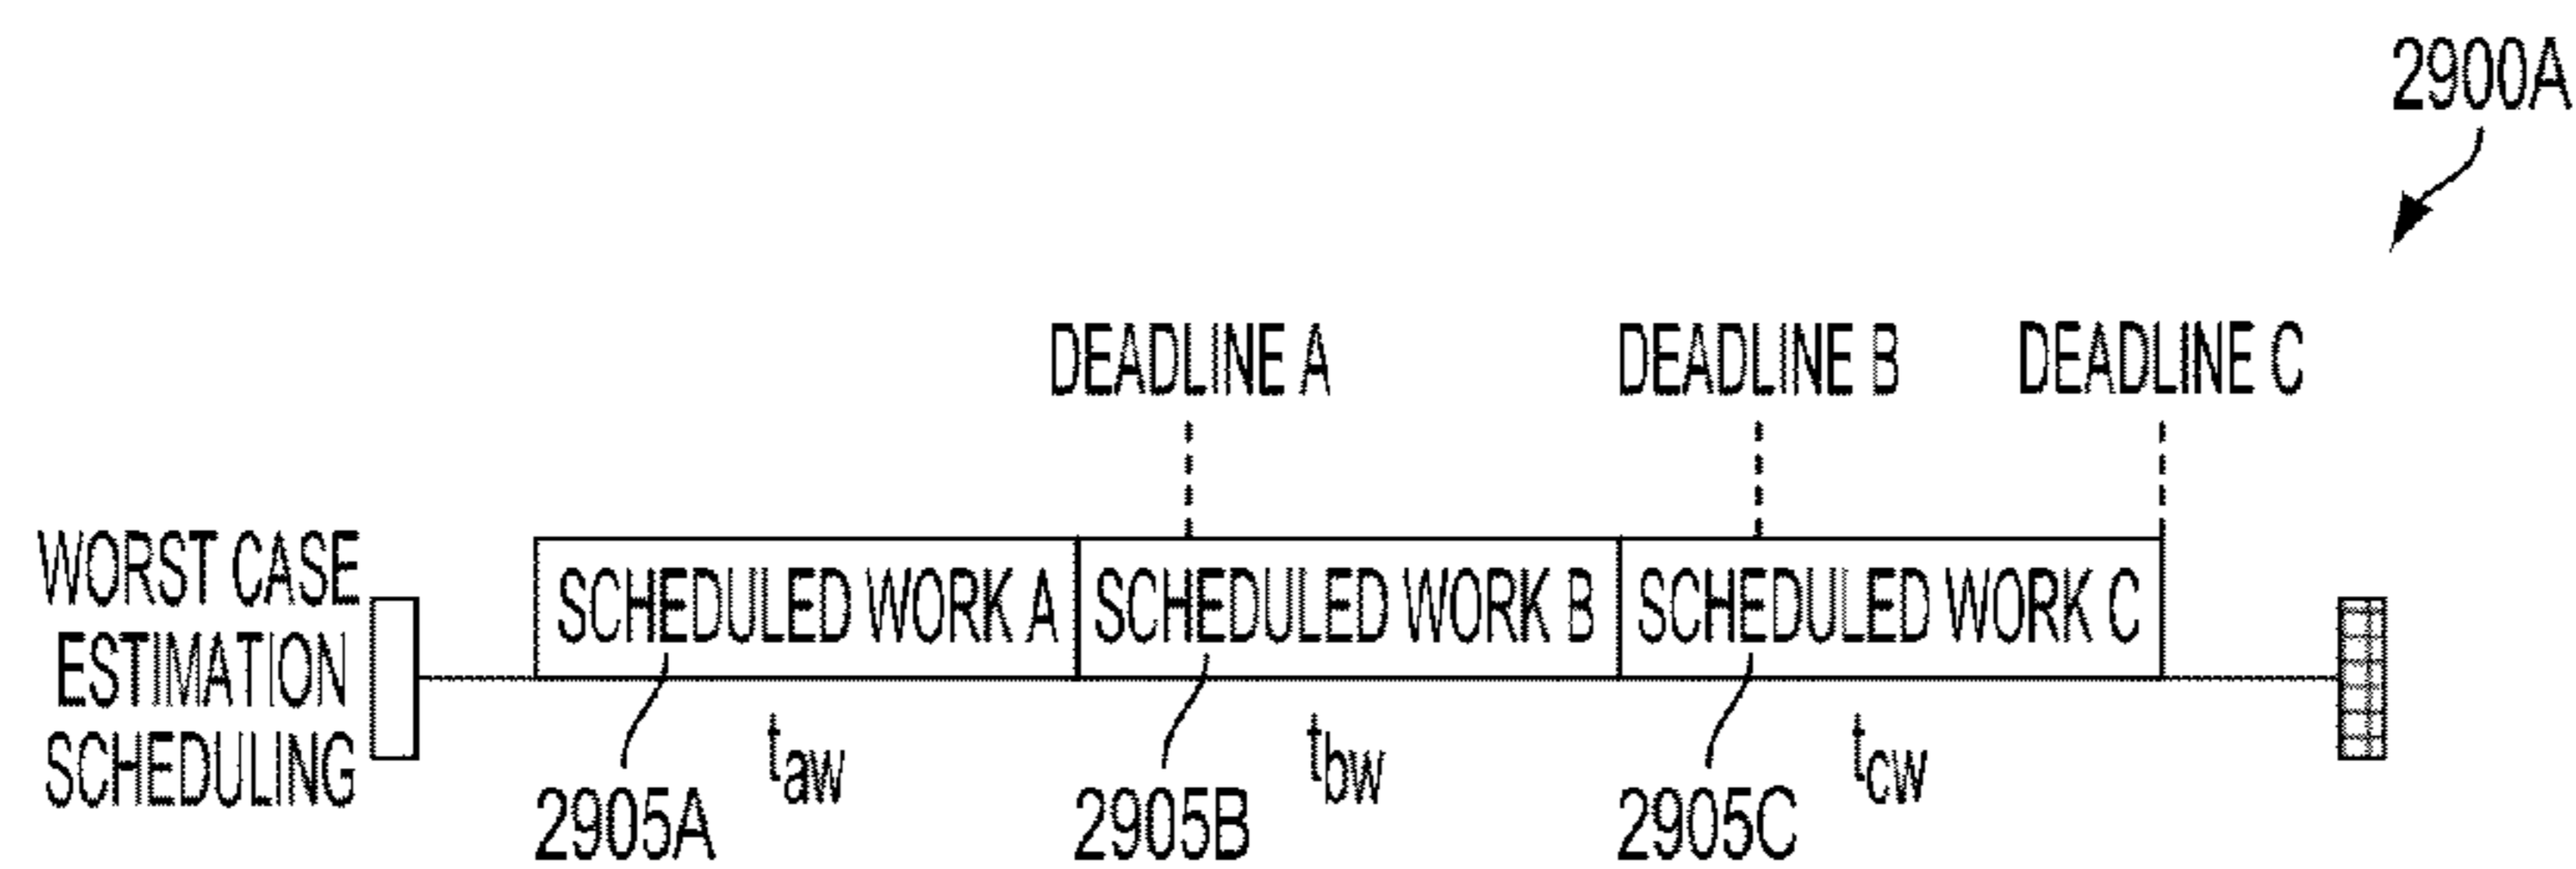 2900A
DEADLINE A
DEADLINE B
DEADLINE C
WORST CASE
ESTIMATION
SCHEDULING
SCHEDULED WORK A
SCHEDULED WORK B
SCHEDULED WORK C
taw
tbw
tcw
2905A
2905B
2905C